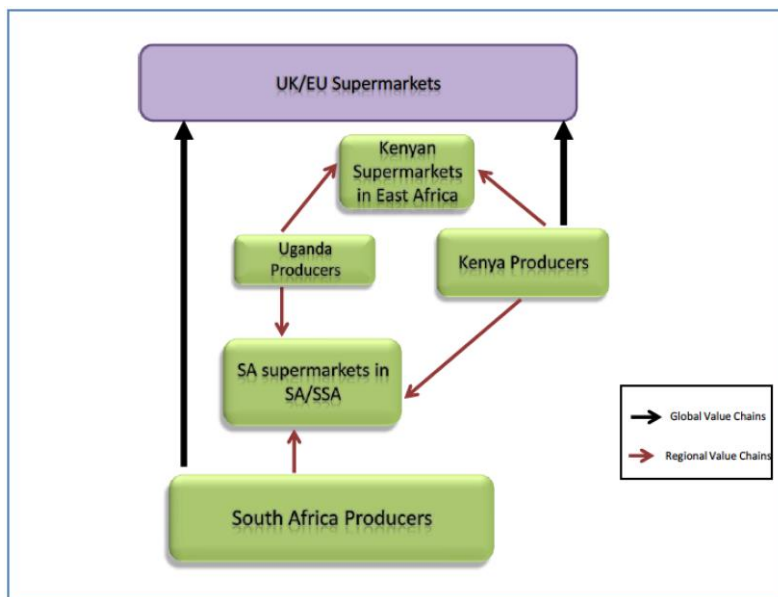 UK/EU Supermarkets
Kenyan
Supermarkets
in East Africa
Uganda
Producers
Kenya Producers
SA supermarkets in
SA/SSA
Global Value Chains
Regional Value Chains
South Africa Producers